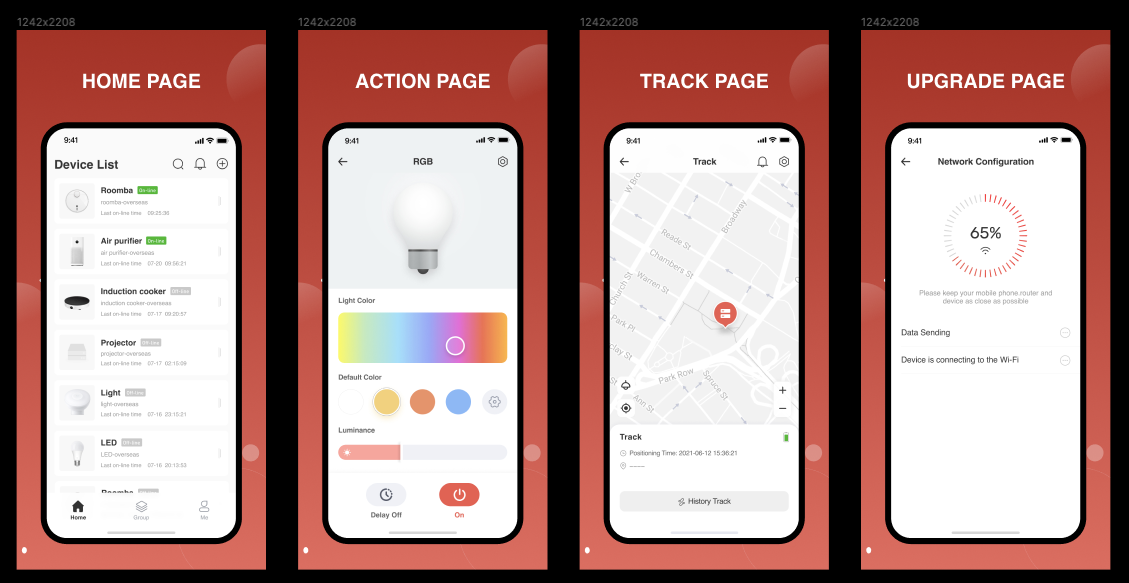 1242x2208
HOME PAGE
9:41
Device List
Roomba On-line
roomba-overseas
Last on-line time 09:25:36
Air purifier On-line
air purifier-overseas
Last on-line time 07-20 09:56:21
Induction cooker Off-line
induction cooker-overseas
Last on-line time 07-17 09:20:57
Projector Off-line
projector-overseas
Last on-line time 07-17 02:15:09
Light Off-line
light-overseas
Last on-line time 07-16 23:15:21
LED Off-line
LED-overseas
Last on-line time 07-16 20:12:53
Roomba
Home Group Me
1242x2208
ACTION PAGE
9:41
RGB
Light Color
Default Color
Luminance
Delay Off On
1242x2208
TRACK PAGE
9:41
Track
W Bro
Broadway
Reade St
Chambers St
Warren St
Church St
Park Pl
clay St
Park Row
Spruce St
Ann St
+
−
Track
Positioning Time: 2021-06-12 15:36:21
History Track
1242x2208
UPGRADE PAGE
9:41
Network Configuration
65%
Please keep your mobile phone.router and
device as close as possible
Data Sending
Device is connecting to the Wi-Fi